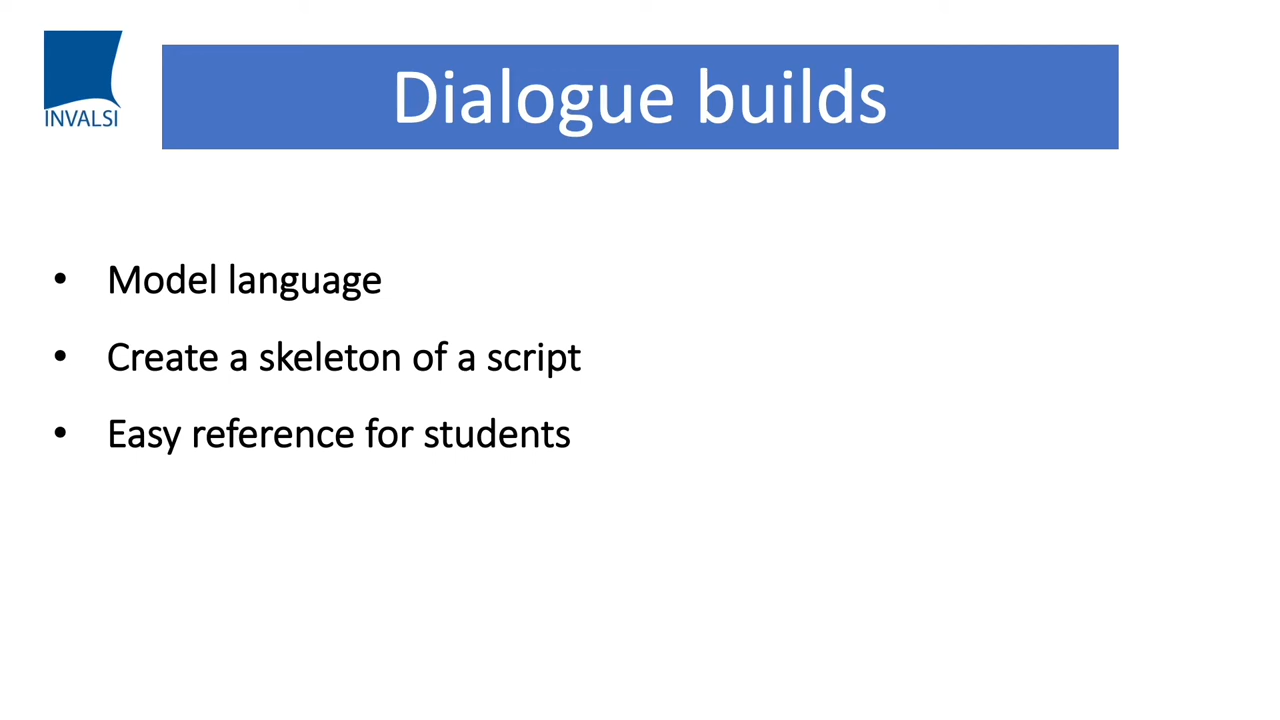 INVALSI
Dialogue builds
• Model language
• Create a skeleton of a script
• Easy reference for students